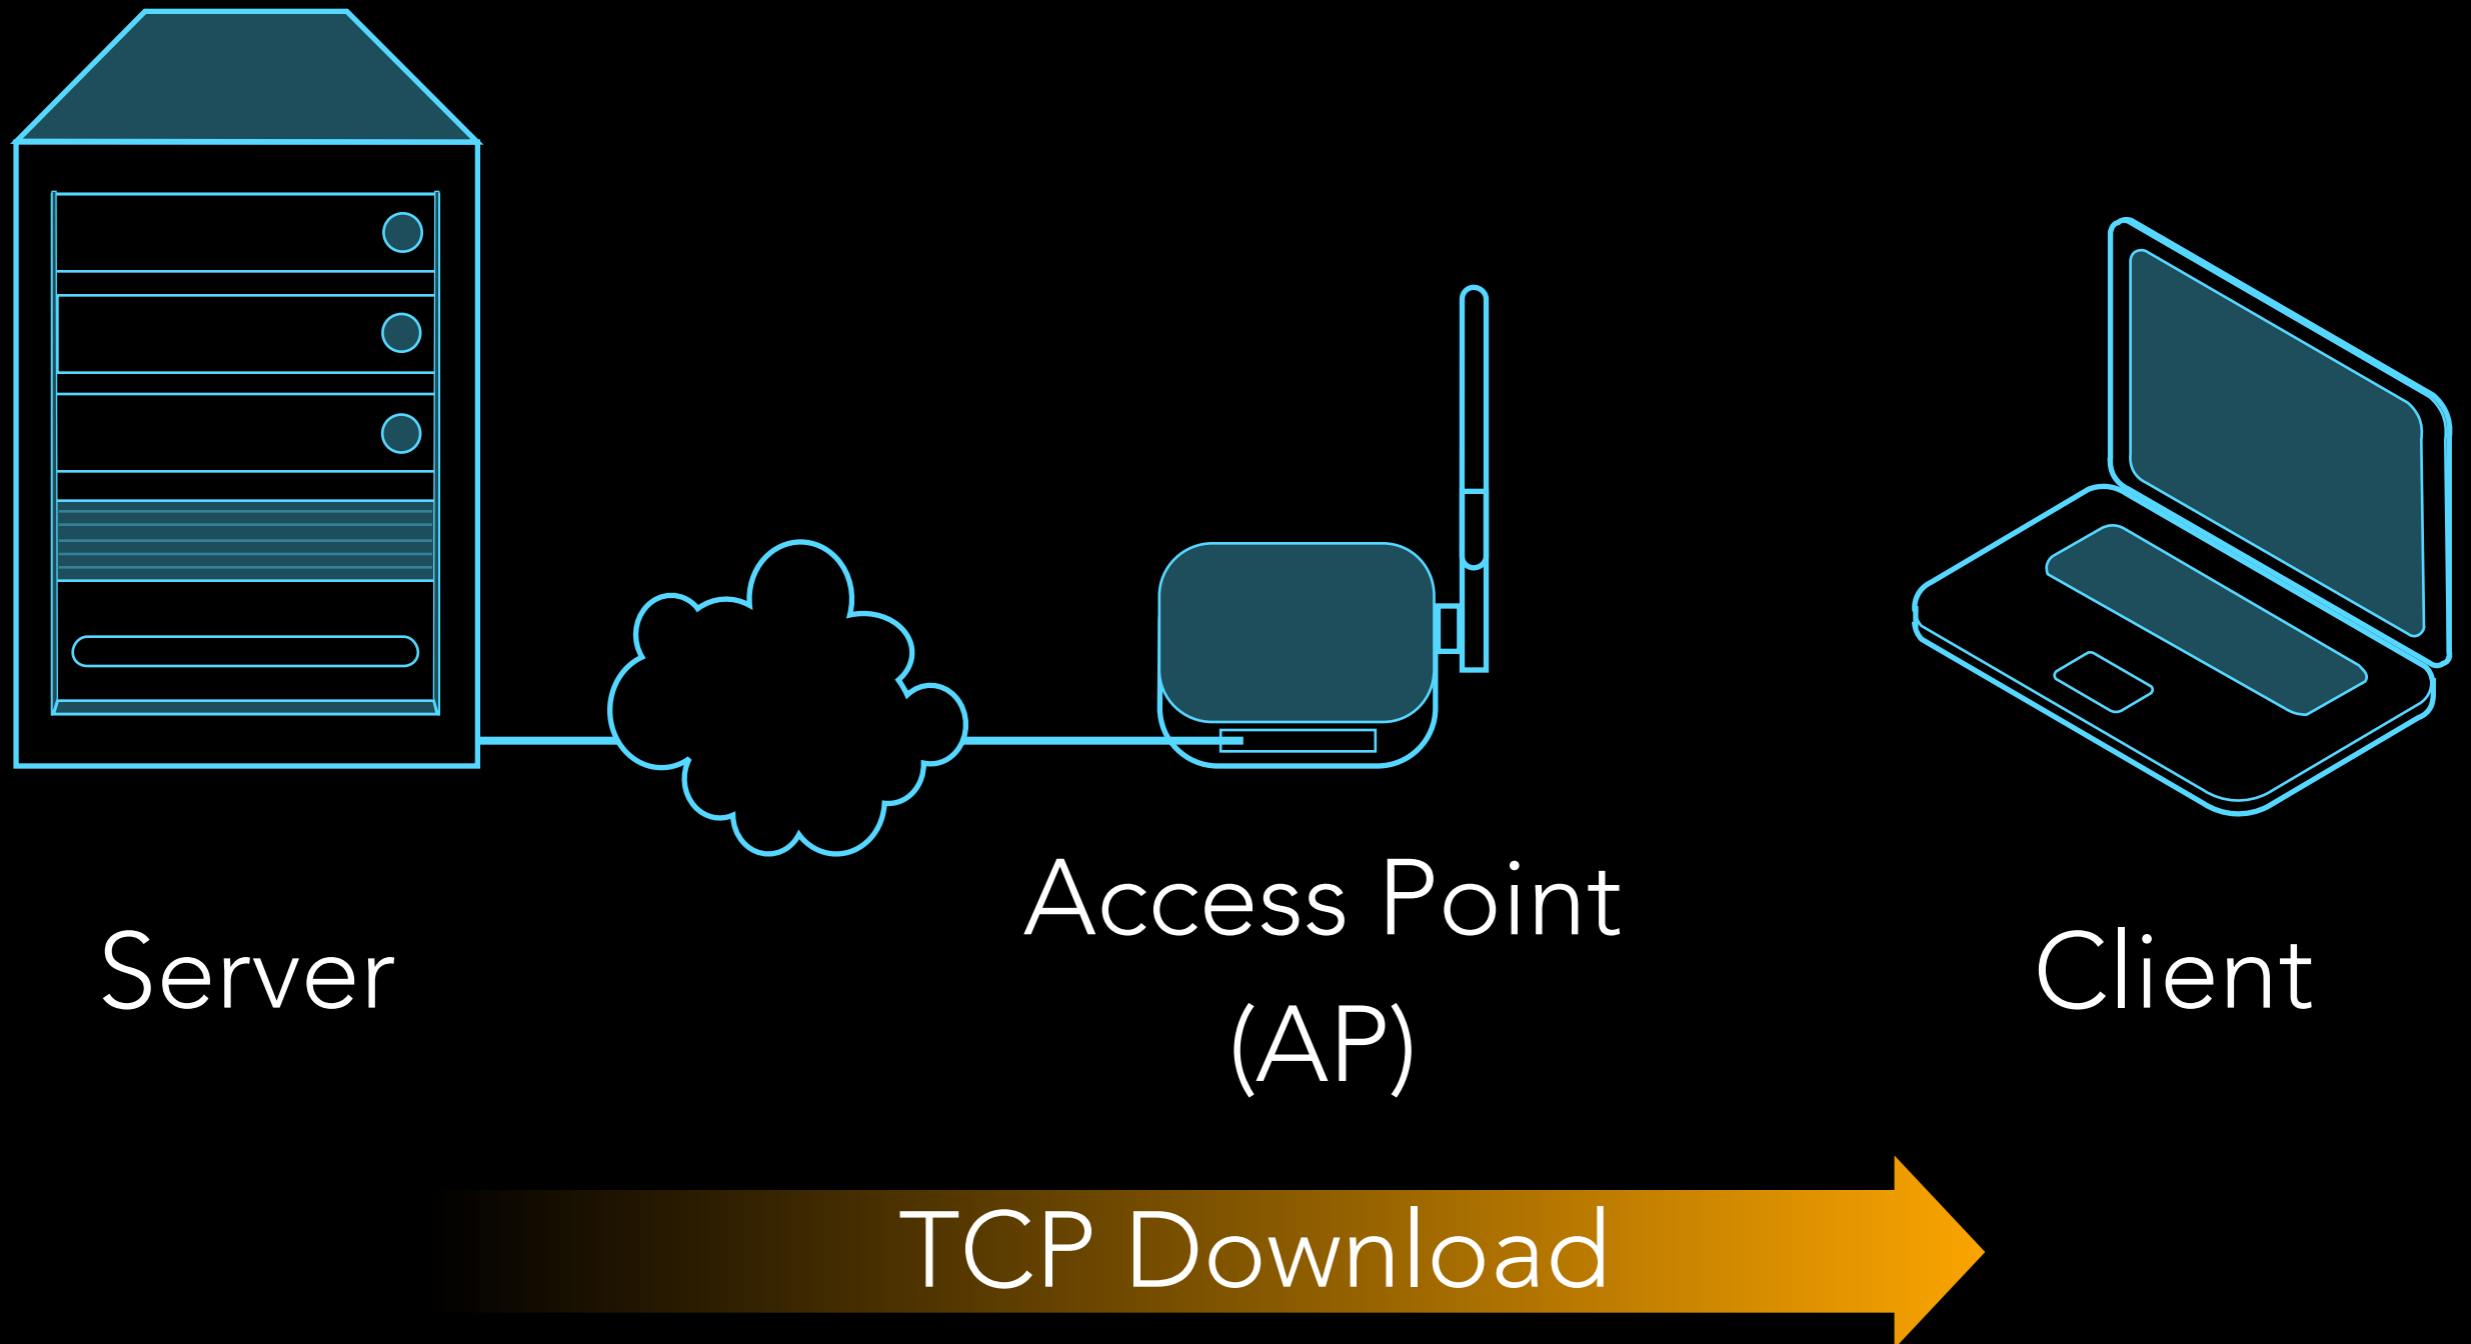 Server
Access Point
(AP)
Client
TCP Download